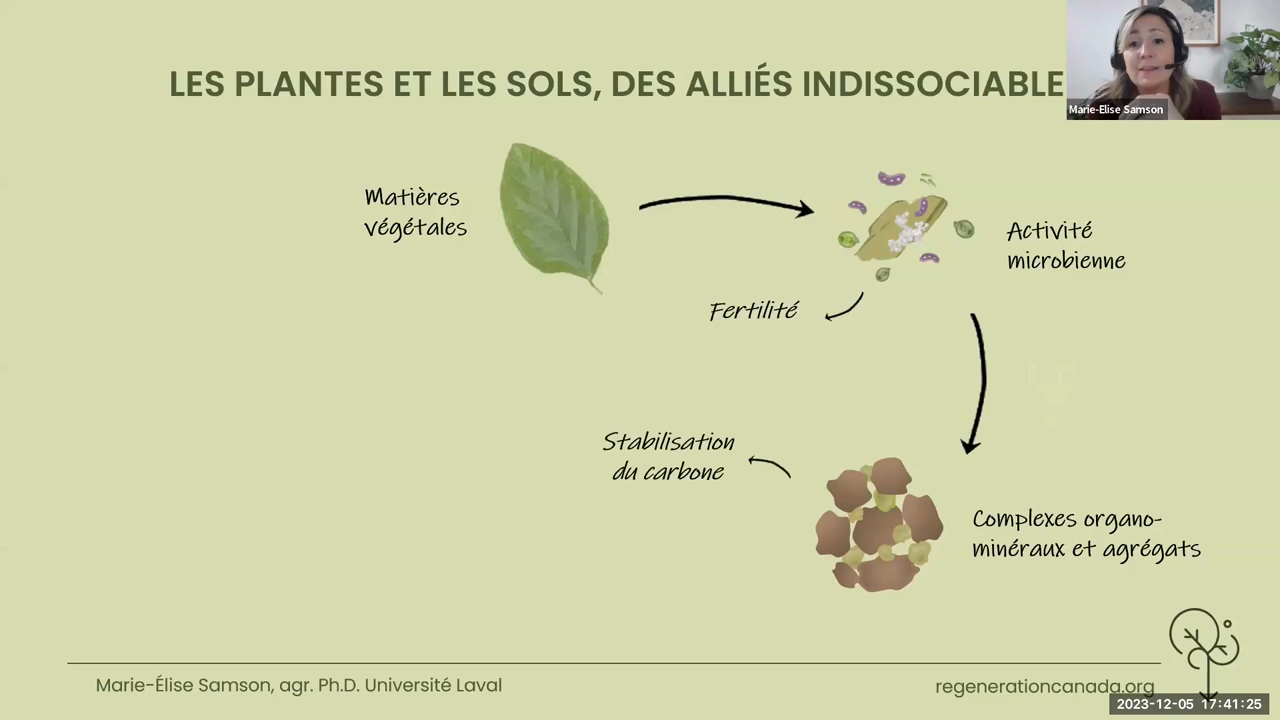 LES PLANTES ET LES SOLS, DES ALLIÉS INDISSOCIABLE
Marie-Elise Samson
Matières
végétales
Activité
microbienne
Fertilité
Stabilisation
du carbone
Complexes organo-
minéraux et agrégats
Marie-Élise Samson, agr. Ph.D. Université Laval
regenerationcanada.org
2023-12-05 17:41:25